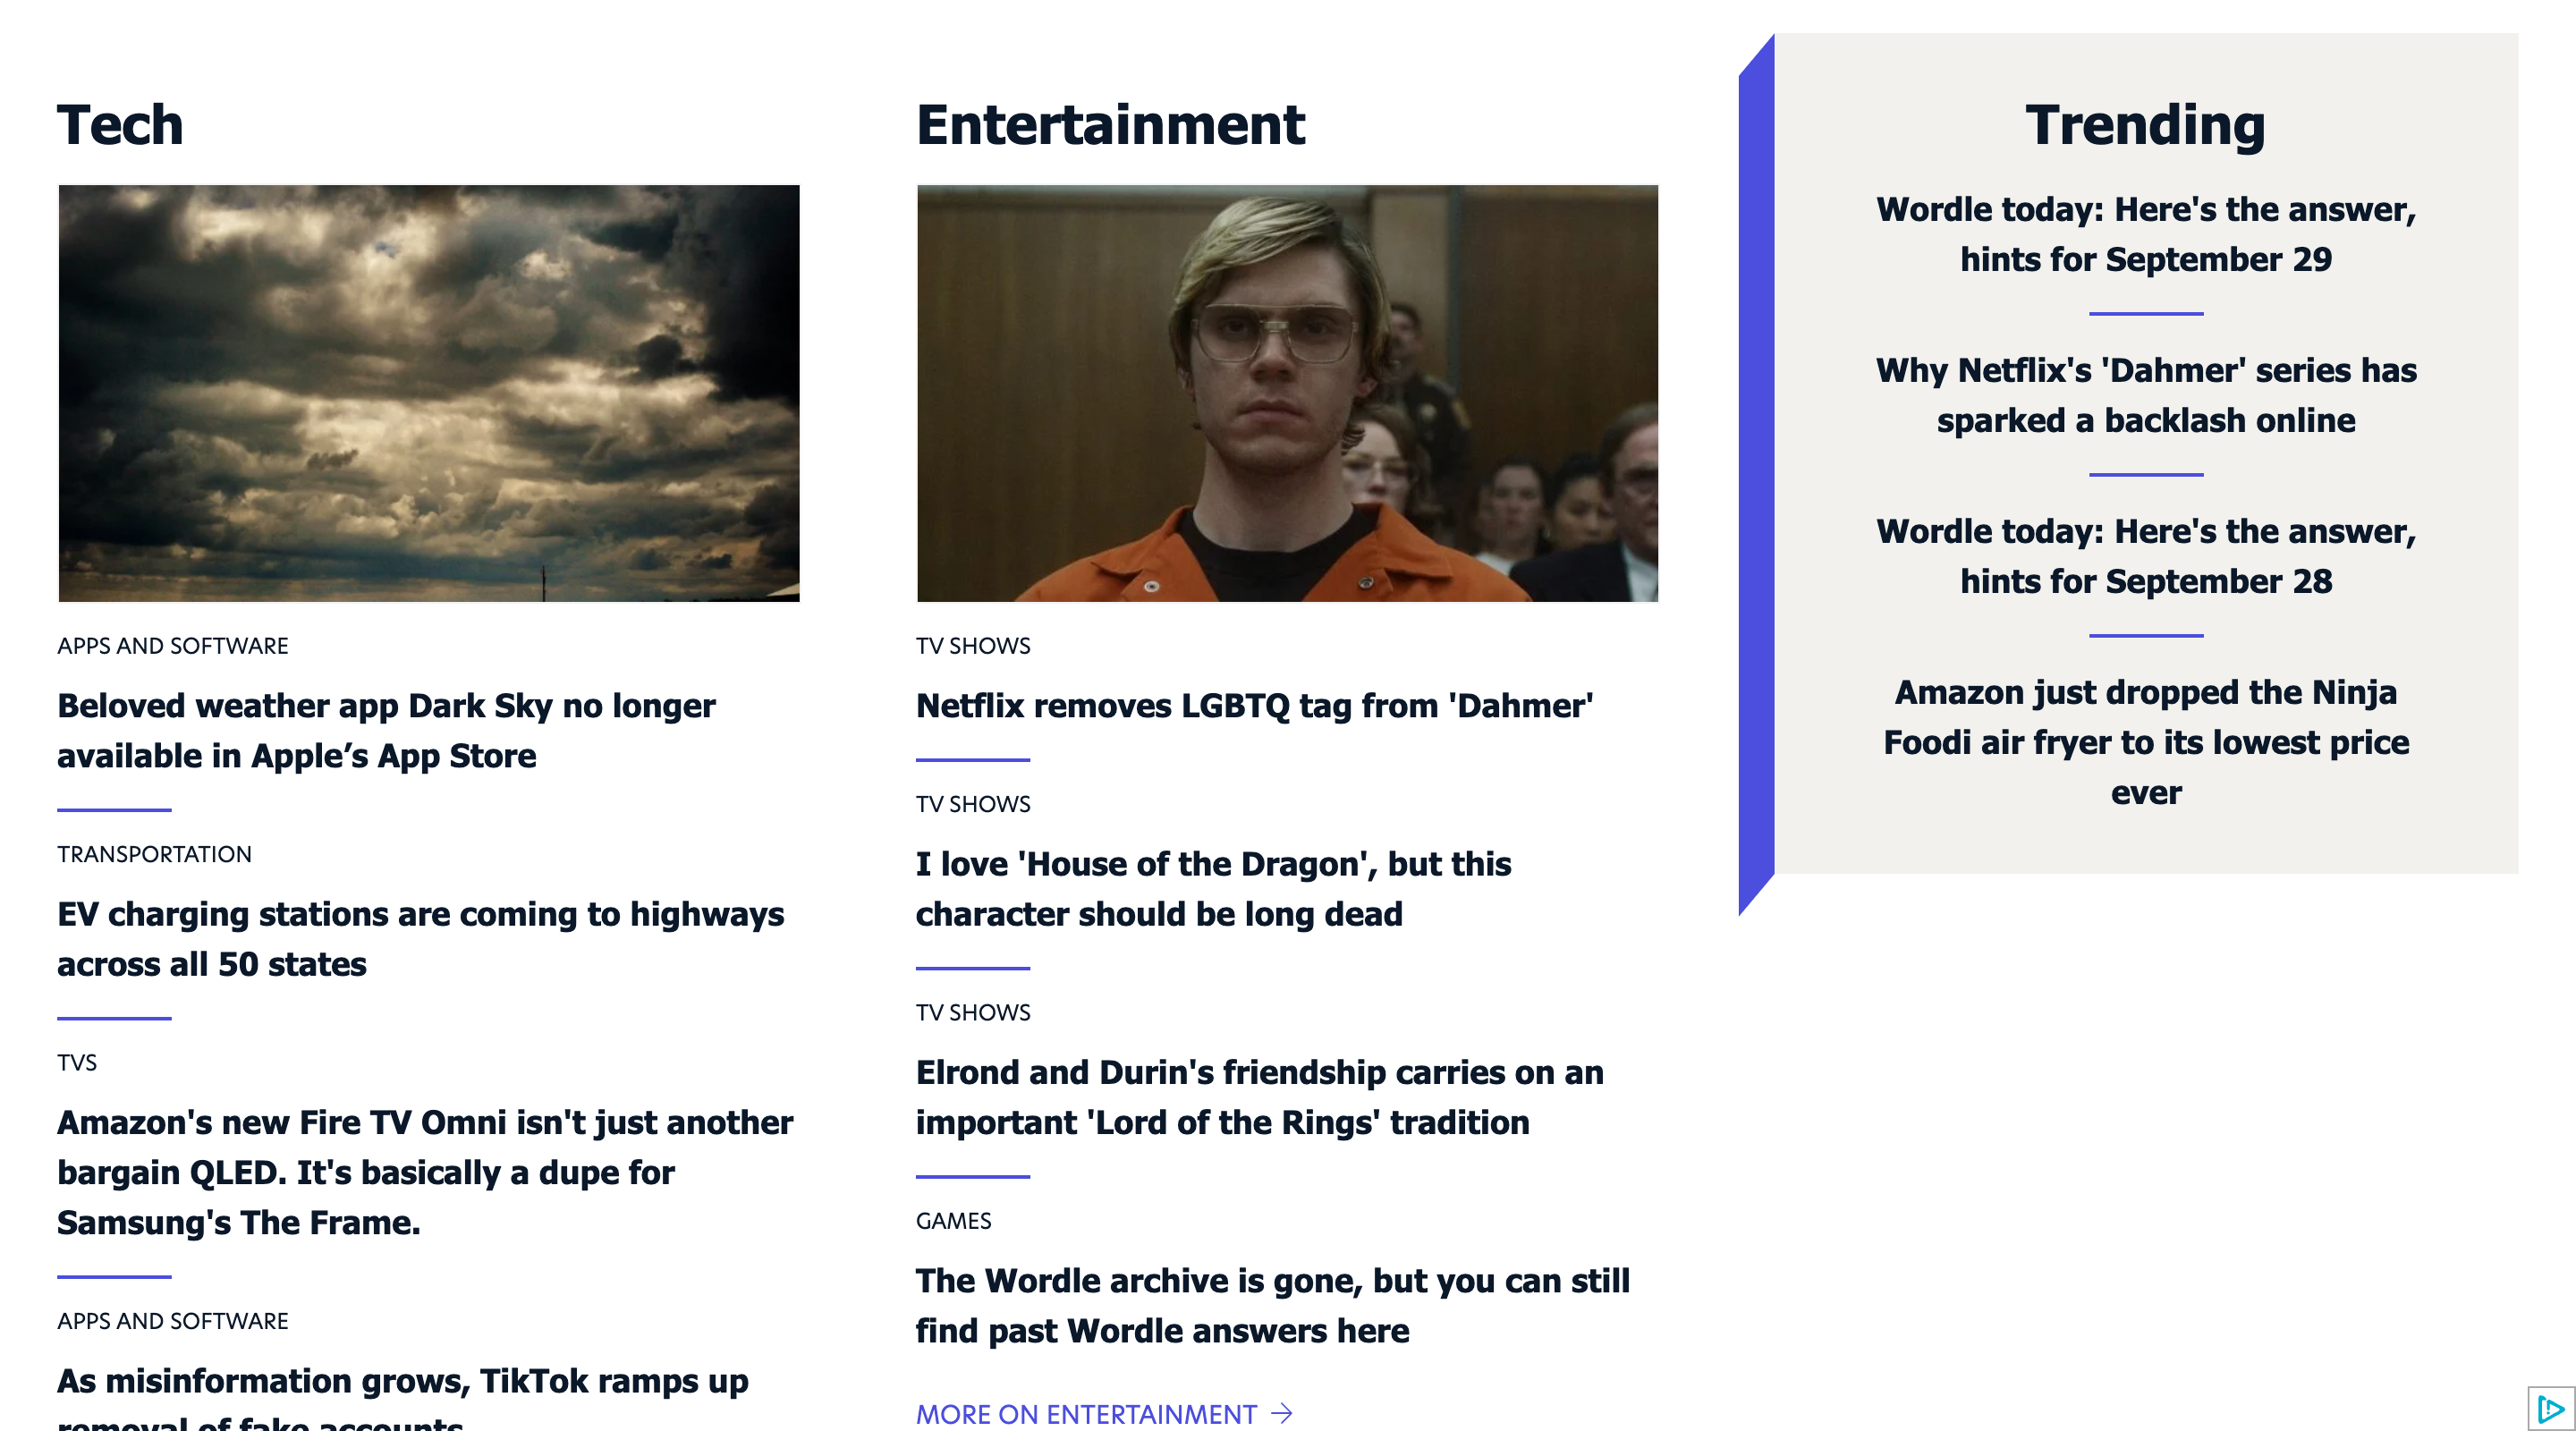 Tech
APPS AND SOFTWARE
Beloved weather app Dark Sky no longer
available in Apple’s App Store
TRANSPORTATION
EV charging stations are coming to highways
across all 50 states
TVS
Amazon's new Fire TV Omni isn't just another
bargain QLED. It's basically a dupe for
Samsung's The Frame.
APPS AND SOFTWARE
As misinformation grows, TikTok ramps up
removal of fake accounts
Entertainment
TV SHOWS
Netflix removes LGBTQ tag from 'Dahmer'
TV SHOWS
I love 'House of the Dragon', but this
character should be long dead
TV SHOWS
Elrond and Durin's friendship carries on an
important 'Lord of the Rings' tradition
GAMES
The Wordle archive is gone, but you can still
find past Wordle answers here
MORE ON ENTERTAINMENT →
Trending
Wordle today: Here's the answer,
hints for September 29
Why Netflix's 'Dahmer' series has
sparked a backlash online
Wordle today: Here's the answer,
hints for September 28
Amazon just dropped the Ninja
Foodi air fryer to its lowest price
ever